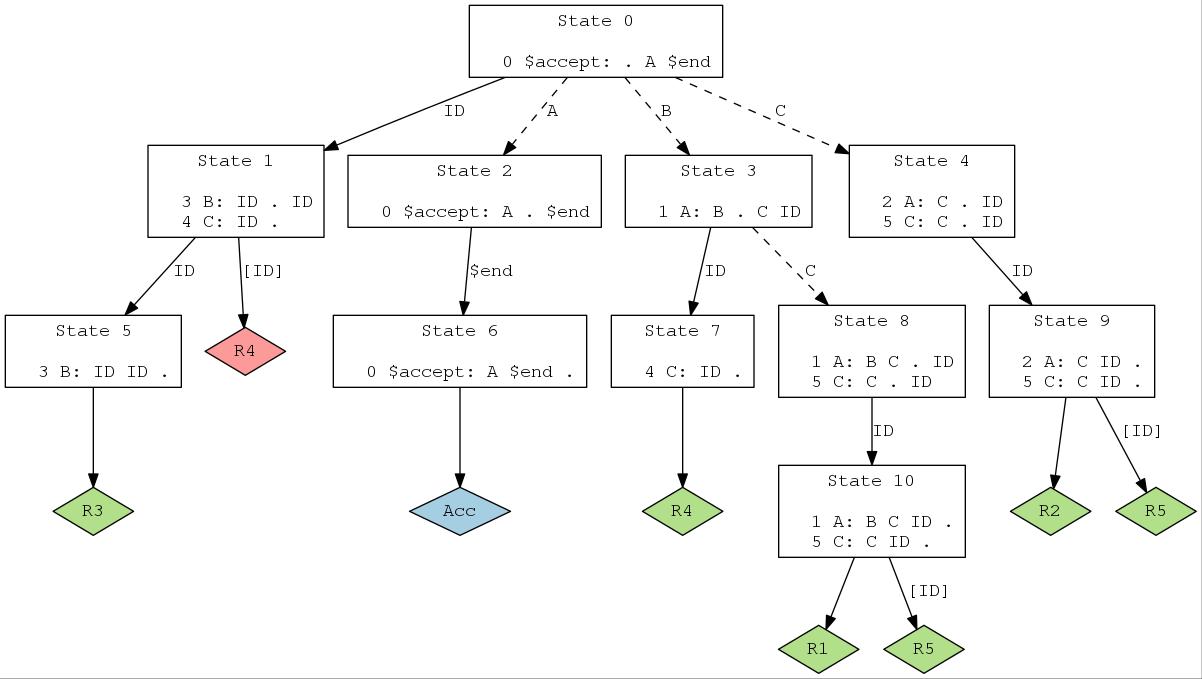 State 0
0 $accept: . A $end
ID
A
B
C
State 1
3 B: ID . ID
4 C: ID .
State 2
0 $accept: A . $end
State 3
1 A: B . C ID
State 4
2 A: C . ID
5 C: C . ID
ID
[ID]
$end
ID
C
ID
State 5
3 B: ID ID .
R4
State 6
0 $accept: A $end .
State 7
4 C: ID .
State 8
1 A: B C . ID
5 C: C . ID
State 9
2 A: C ID .
5 C: C ID .
ID
[ID]
R3
Acc
R4
State 10
1 A: B C ID .
5 C: C ID .
R2
R5
[ID]
R1
R5